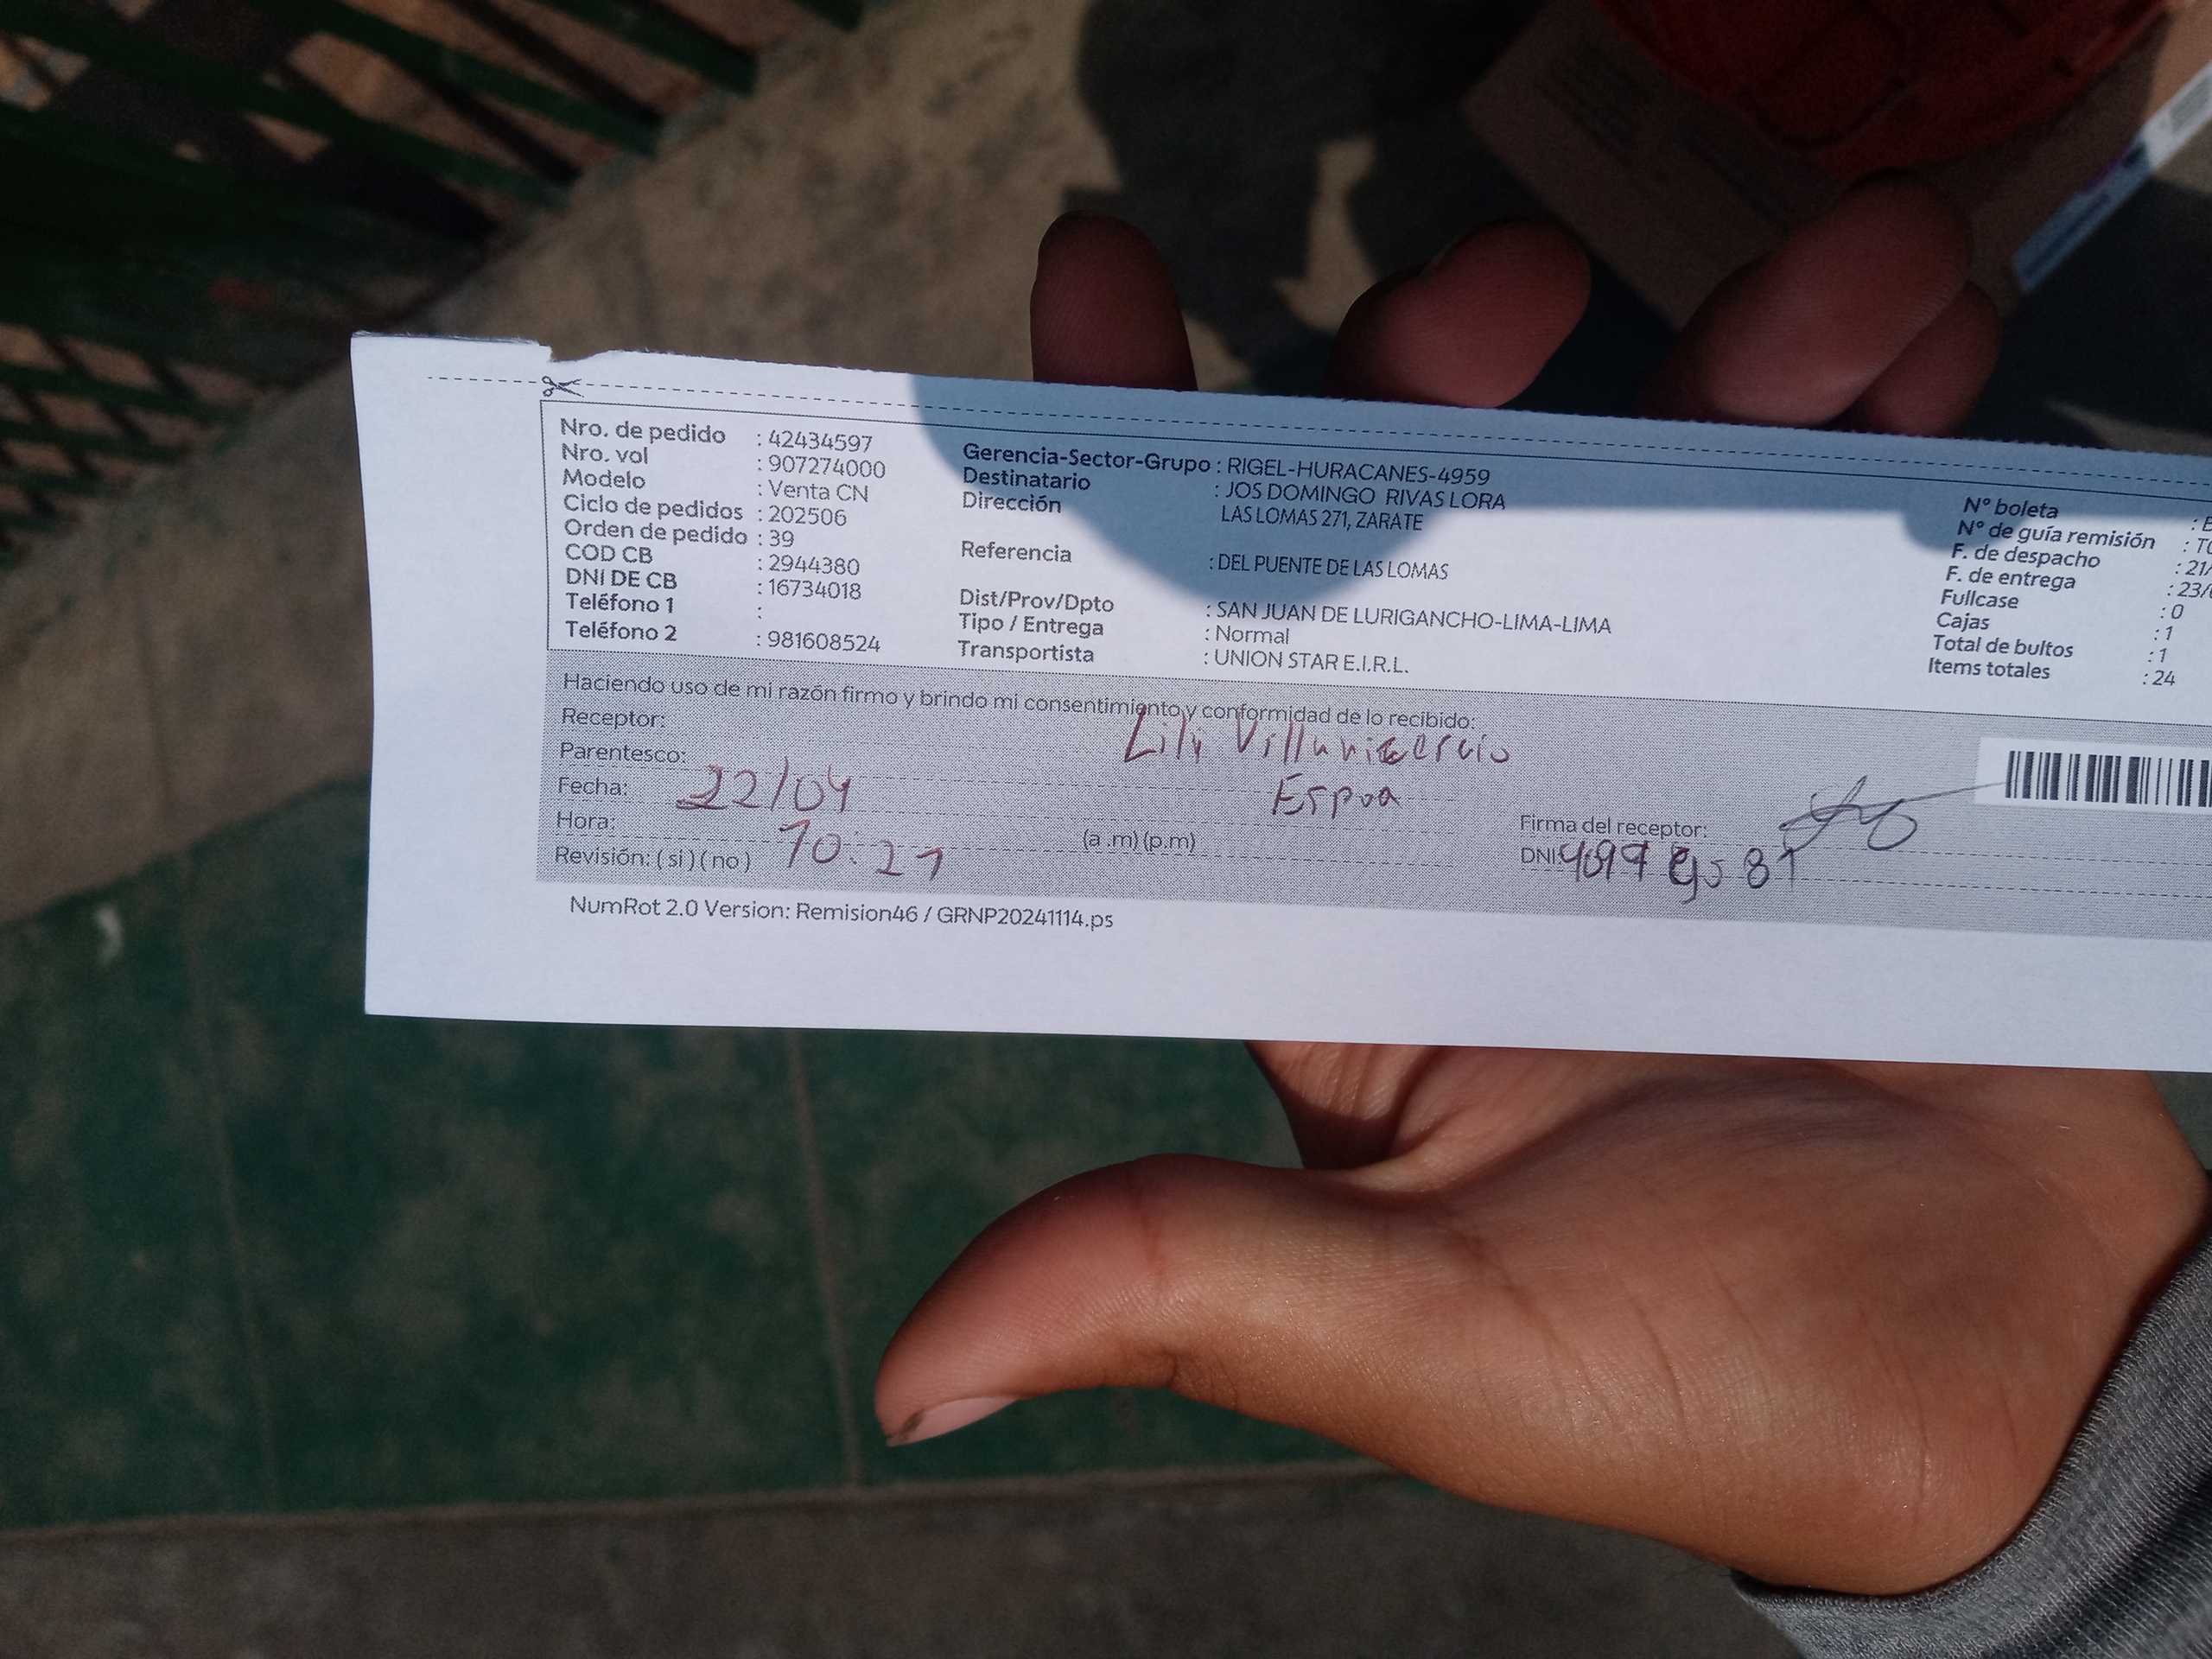 Nro. de pedido : 42434597
Nro. vol : 907274000
Modelo : Venta CN
Ciclo de pedidos : 202506
Orden de pedido : 39
COD CB : 2944380
DNI DE CB : 16734018
Teléfono 1 :
Teléfono 2 : 981608524
Gerencia-Sector-Grupo : RIGEL-HURACANES-4959
Destinatario : JOS DOMINGO RIVAS LORA
Dirección LAS LOMAS 271, ZARATE
Referencia : DEL PUENTE DE LAS LOMAS
Dist/Prov/Dpto : SAN JUAN DE LURIGANCHO-LIMA-LIMA
Tipo / Entrega : Normal
Transportista : UNION STAR E.I.R.L.
Nº boleta :
Nº de guía remisión :
F. de despacho : 21/
F. de entrega : 23/
Fullcase : 0
Cajas : 1
Total de bultos : 1
Items totales : 24
Haciendo uso de mi razón firmo y brindo mi consentimiento y conformidad de lo recibido:
Receptor: Lili
Parentesco:
Fecha: 22/04
Hora: 10:21 (a .m) (p.m)
Revisión: ( si ) ( no )
Firma del receptor:
DNI
NumRot 2.0 Version: Remision46 / GRNP20241114.ps